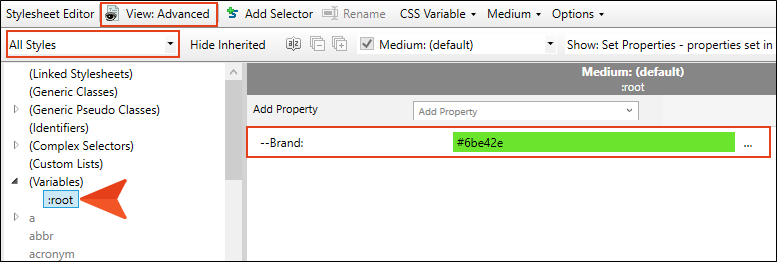 Stylesheet Editor View: Advanced Add Selector Rename CSS Variable Medium Options
All Styles Hide Inherited Medium: (default) Show: Set Properties - properties set in
(Linked Stylesheets)
(Generic Classes)
(Generic Pseudo Classes)
(Identifiers)
(Complex Selectors)
(Custom Lists)
(Variables)
:root
a
abbr
acronym
Medium: (default)
:root
Add Property Add Property
--Brand: #6be42e ...